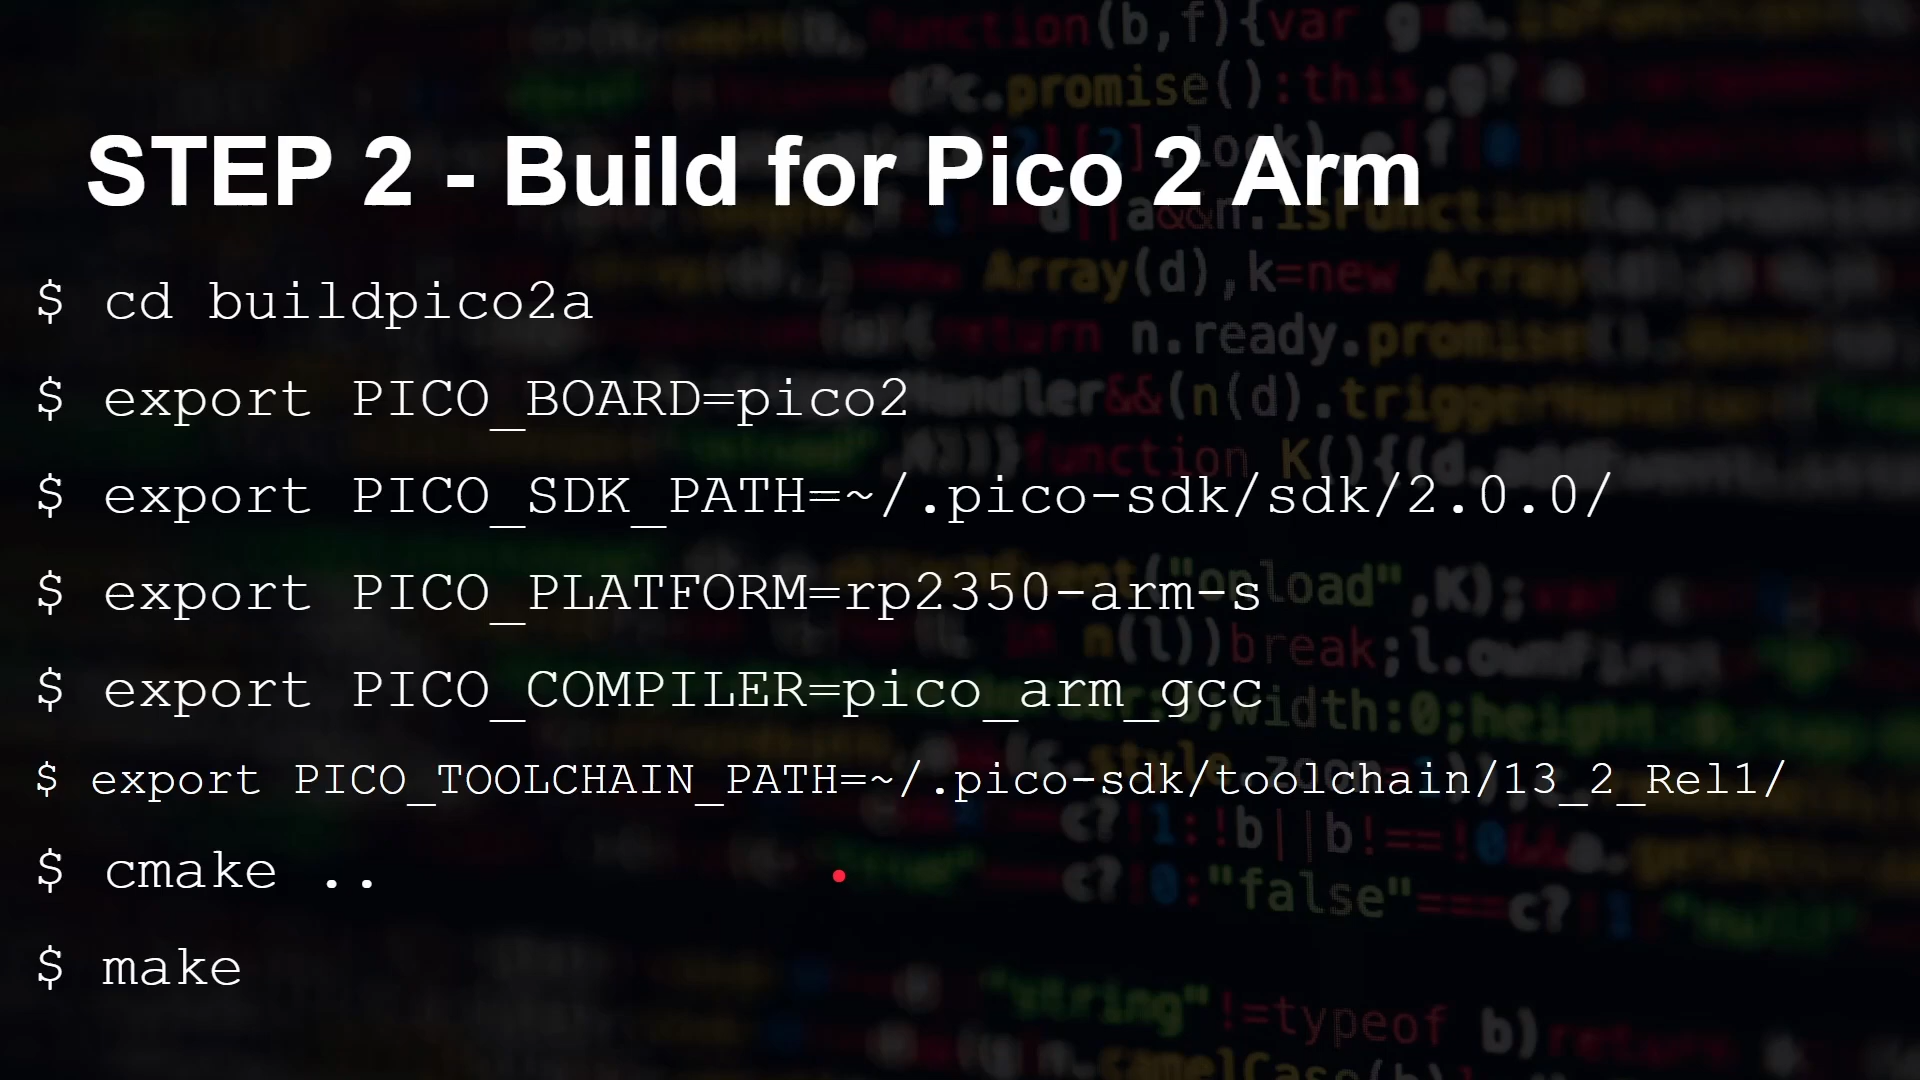 STEP 2 - Build for Pico 2 Arm
$ cd buildpico2a
$ export PICO_BOARD=pico2
$ export PICO_SDK_PATH=~/.pico-sdk/sdk/2.0.0/
$ export PICO_PLATFORM=rp2350-arm-s
$ export PICO_COMPILER=pico_arm_gcc
$ export PICO_TOOLCHAIN_PATH=~/.pico-sdk/toolchain/13_2_Rel1/
$ cmake ..
$ make